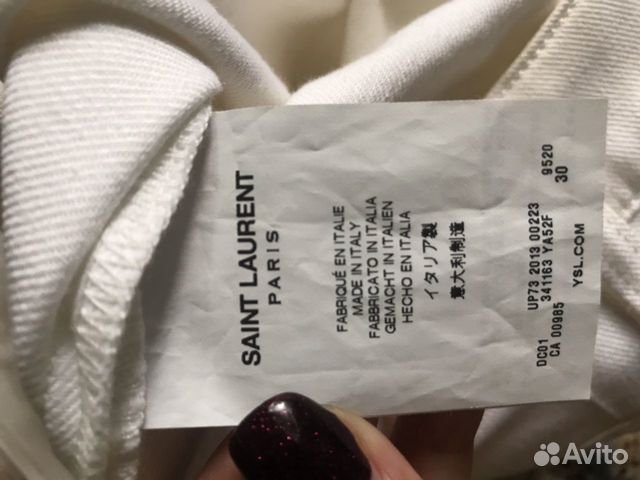 SAINT LAURENT
PARIS
FABRIQUÉ EN ITALIE
MADE IN ITALY
FABBRICATO IN ITALIA
GEMACHT IN ITALIEN
HECHO EN ITALIA
イタリア製
意大利制造
DC01 UP73 2013 00223 9520
CA 00985 341163 YA52F 30
YSL.COM
Avito